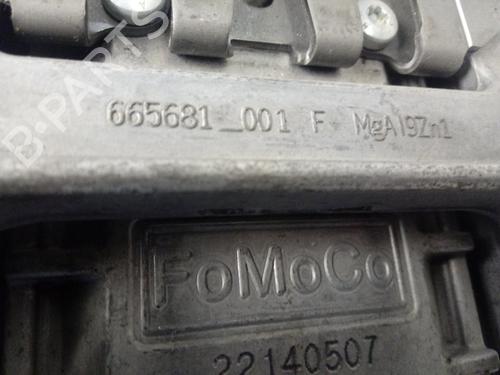 665681_001 F MgAl9Zn1
FoMoCo
22140507
B-PARTS